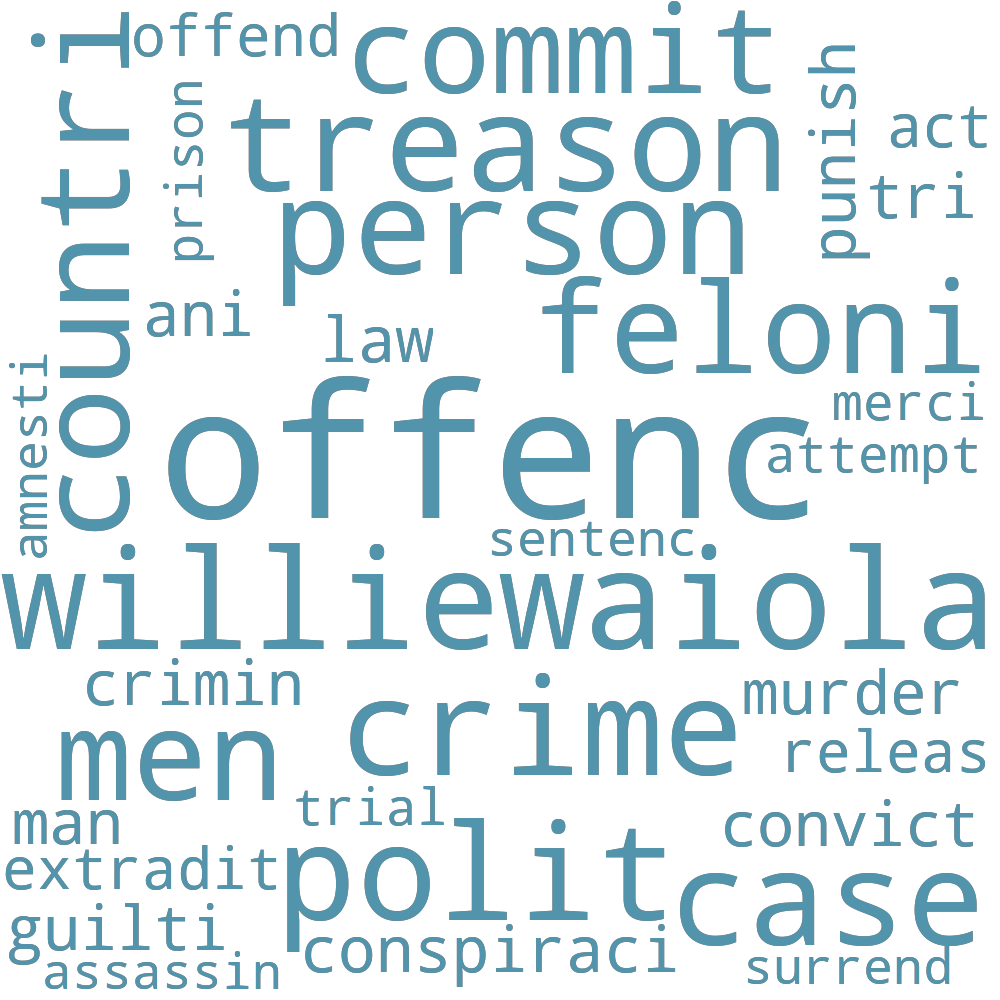 offend
commit
countri
prison
treason
punish
act
tri
person
ani
law
feloni
amnesti
offenc
merci
attempt
sentenc
williewaiola
crimin
crime
murder
men
releas
man
trial
polit
convict
extradit
case
guilti
conspiraci
assassin
surrend